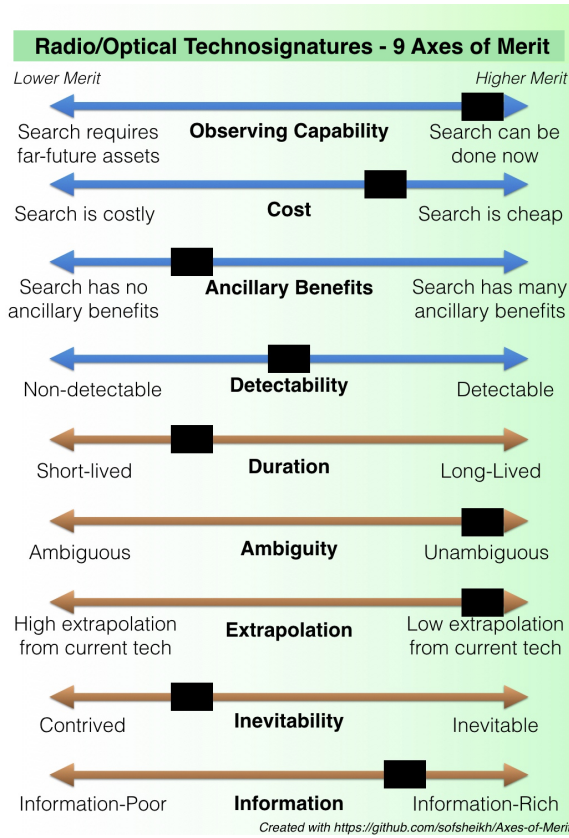 Radio/Optical Technosignatures - 9 Axes of Merit
Lower Merit
Higher Merit
Search requires
far-future assets
Observing Capability
Search can be
done now
Search is costly
Cost
Search is cheap
Search has no
ancillary benefits
Ancillary Benefits
Search has many
ancillary benefits
Non-detectable
Detectability
Detectable
Short-lived
Duration
Long-Lived
Ambiguous
Ambiguity
Unambiguous
High extrapolation
from current tech
Extrapolation
Low extrapolation
from current tech
Contrived
Inevitability
Inevitable
Information-Poor
Information
Information-Rich
Created with https://github.com/sofsheikh/Axes-of-Merit